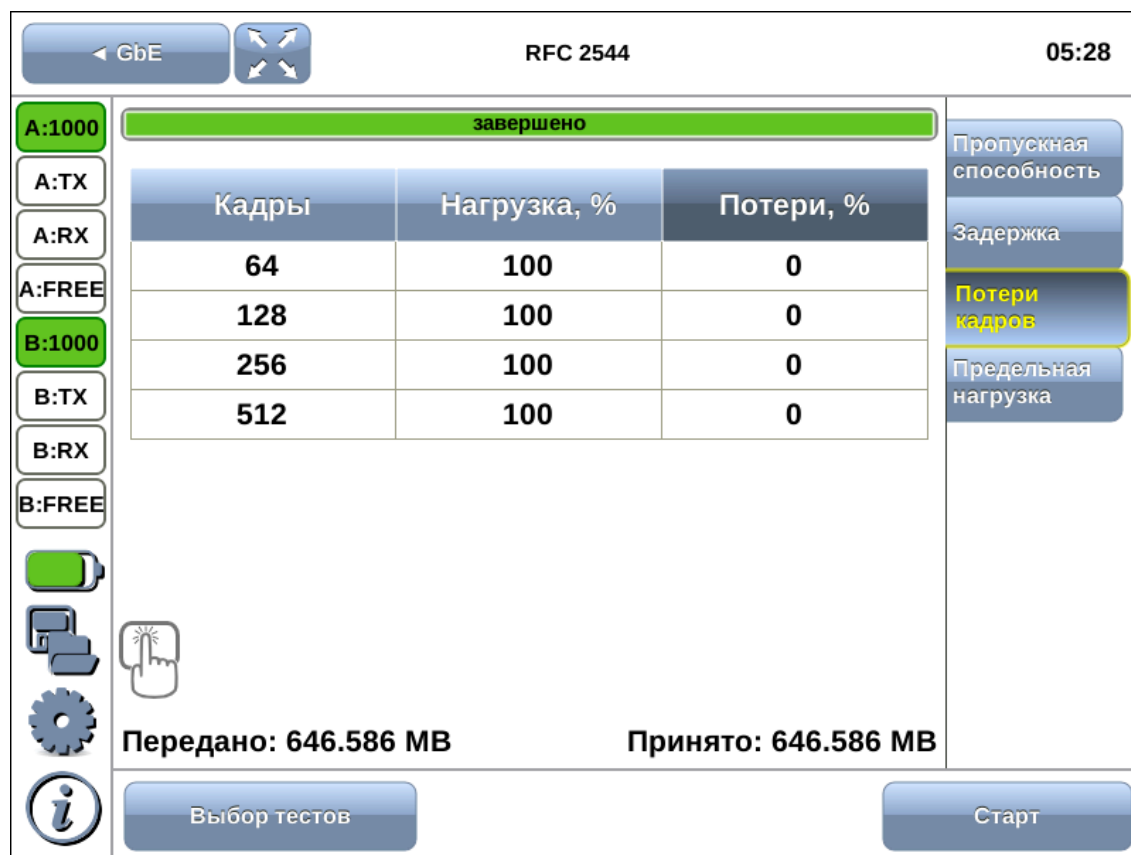 ◄ GbE
RFC 2544
05:28
A:1000
A:TX
A:RX
A:FREE
B:1000
B:TX
B:RX
B:FREE
завершено
Кадры Нагрузка, % Потери, %
64 100 0
128 100 0
256 100 0
512 100 0
Передано: 646.586 MB Принято: 646.586 MB
Пропускная
способность
Задержка
Потери
кадров
Предельная
нагрузка
i
Выбор тестов
Старт